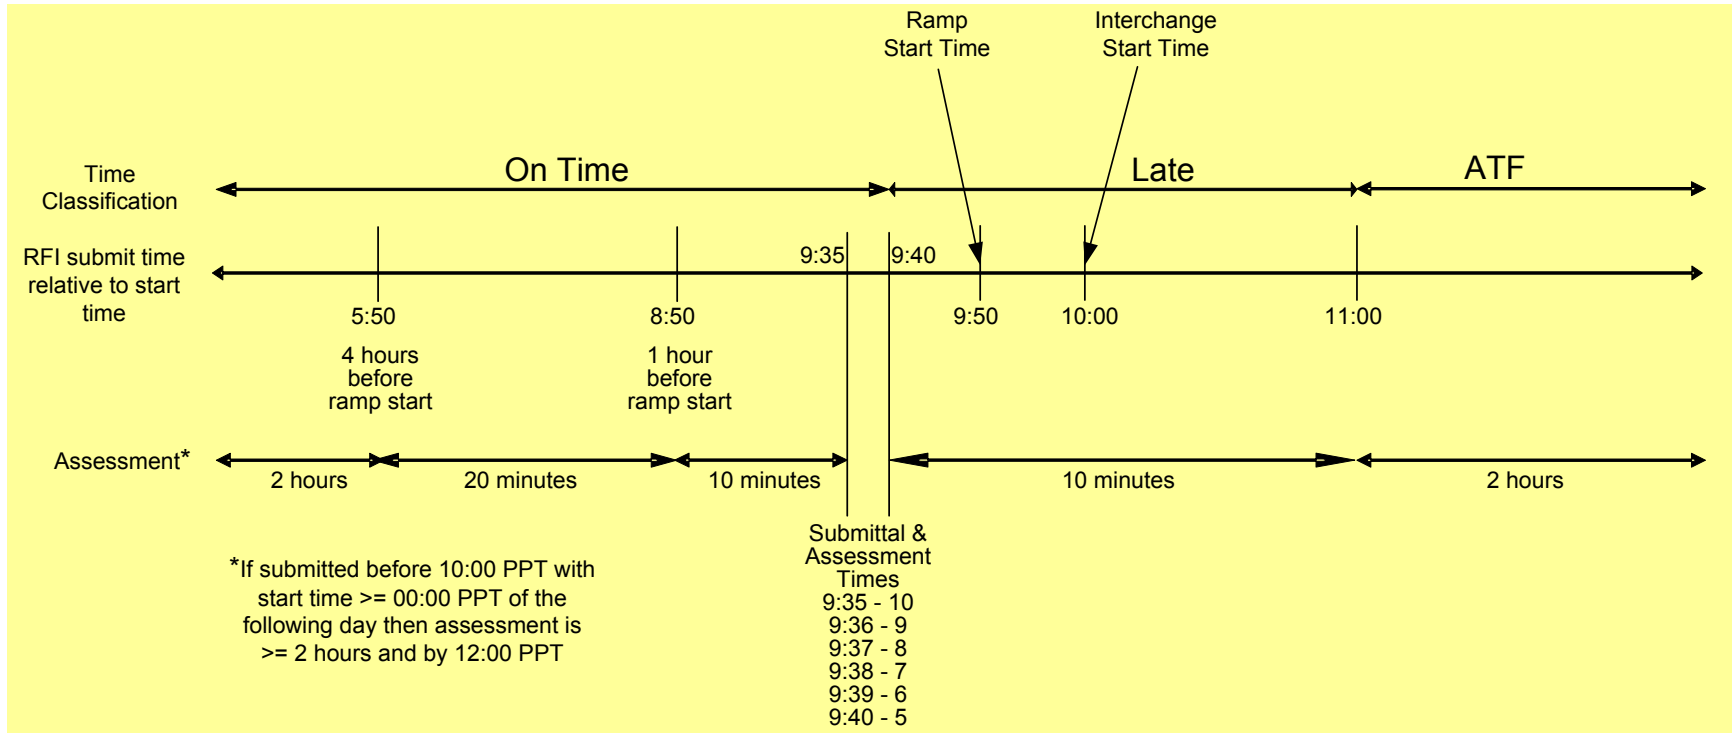 Ramp
Start Time
Interchange
Start Time
Time
Classification
On Time
Late
ATF
RFI submit time
relative to start
time
9:35
9:40
5:50
8:50
9:50
10:00
11:00
4 hours
before
ramp start
1 hour
before
ramp start
Assessment*
2 hours
20 minutes
10 minutes
10 minutes
2 hours
Submittal &
Assessment
Times
9:35 - 10
9:36 - 9
9:37 - 8
9:38 - 7
9:39 - 6
9:40 - 5
*If submitted before 10:00 PPT with
start time >= 00:00 PPT of the
following day then assessment is
>= 2 hours and by 12:00 PPT